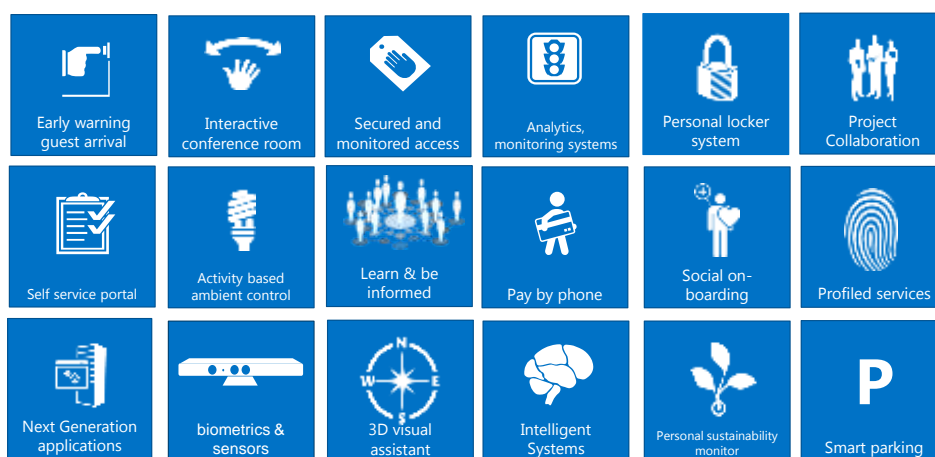 Early warning
guest arrival
Interactive
conference room
Secured and
monitored access
Analytics,
monitoring systems
Personal locker
system
Project
Collaboration
Self service portal
Activity based
ambient control
Learn & be
informed
Pay by phone
Social on-
boarding
Profiled services
Next Generation
applications
biometrics &
sensors
N
W
E
S
3D visual
assistant
Intelligent
Systems
Personal sustainability
monitor
P
Smart parking